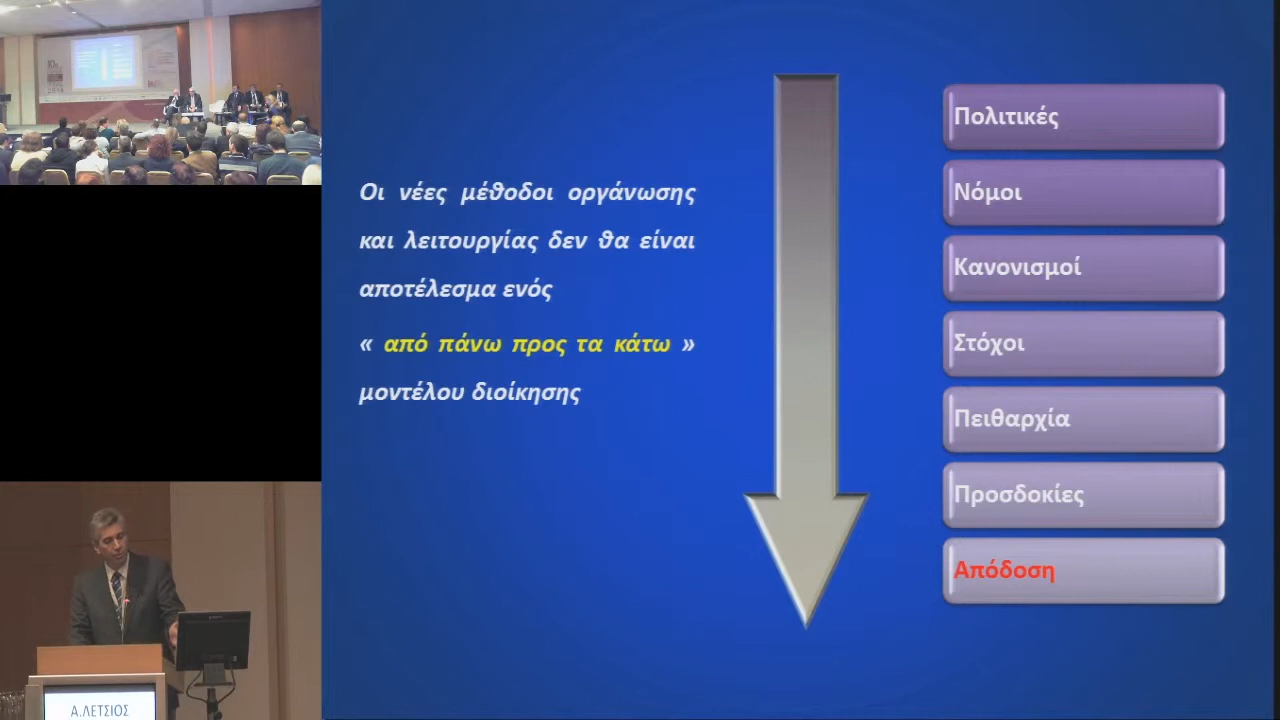 Οι νέες μέθοδοι οργάνωσης
και λειτουργίας δεν θα είναι
αποτέλεσμα ενός
« από πάνω προς τα κάτω »
μοντέλου διοίκησης
Πολιτικές
Νόμοι
Κανονισμοί
Στόχοι
Πειθαρχία
Προσδοκίες
Απόδοση
Α.ΛΕΤΣΙΟΣ